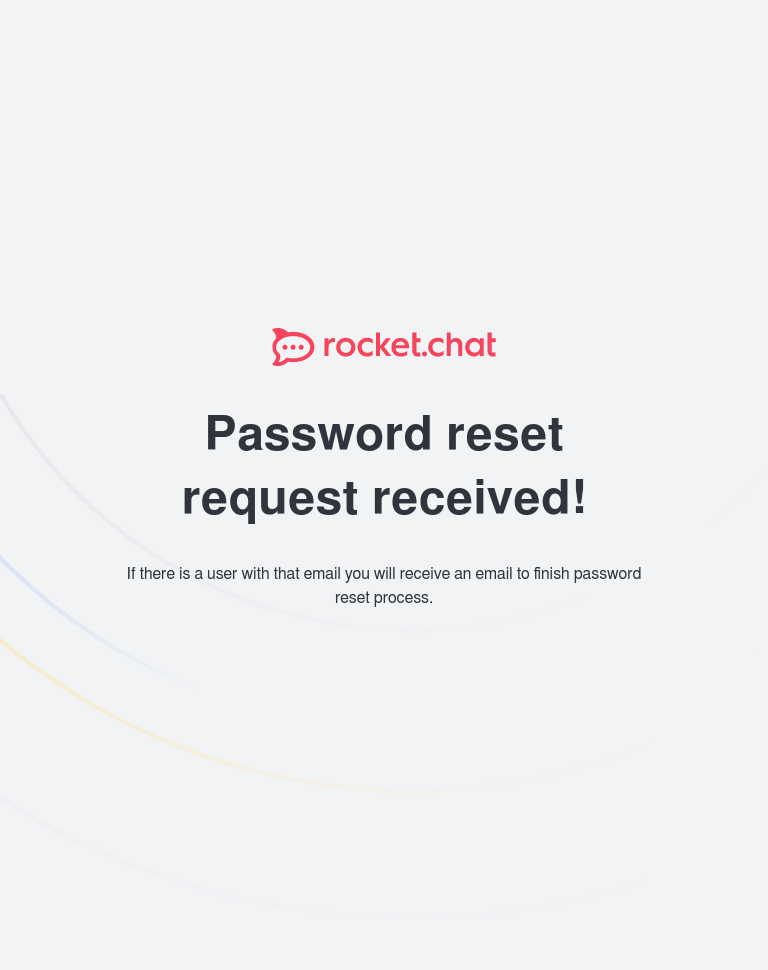 rocket.chat
Password reset
request received!
If there is a user with that email you will receive an email to finish password
reset process.